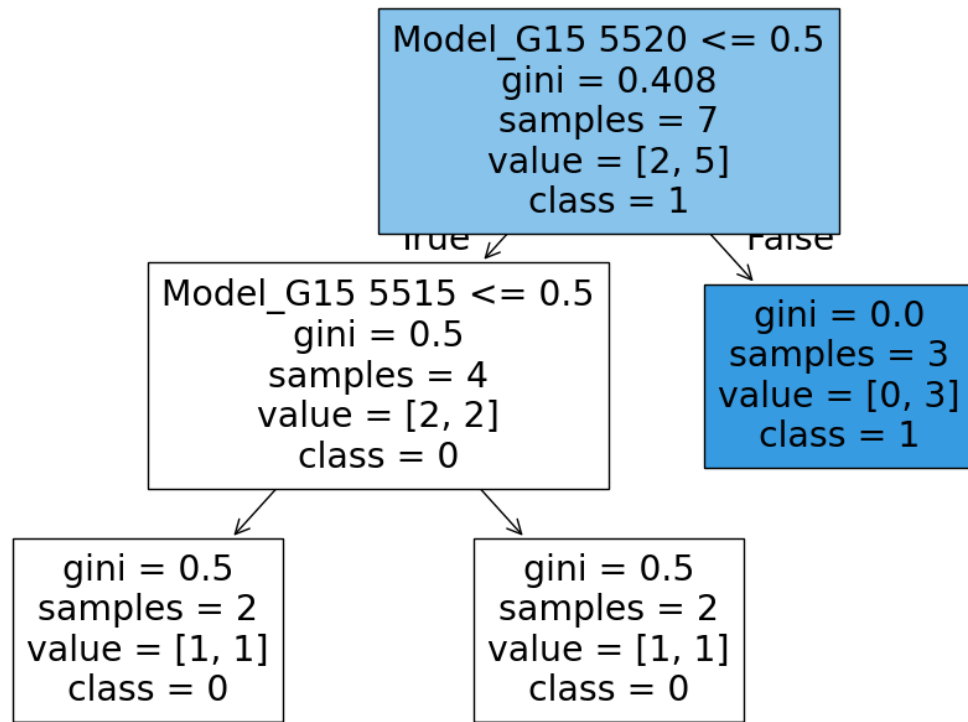 Model_G15 5520 <= 0.5
gini = 0.408
samples = 7
value = [2, 5]
class = 1
True
False
Model_G15 5515 <= 0.5
gini = 0.5
samples = 4
value = [2, 2]
class = 0
gini = 0.0
samples = 3
value = [0, 3]
class = 1
gini = 0.5
samples = 2
value = [1, 1]
class = 0
gini = 0.5
samples = 2
value = [1, 1]
class = 0